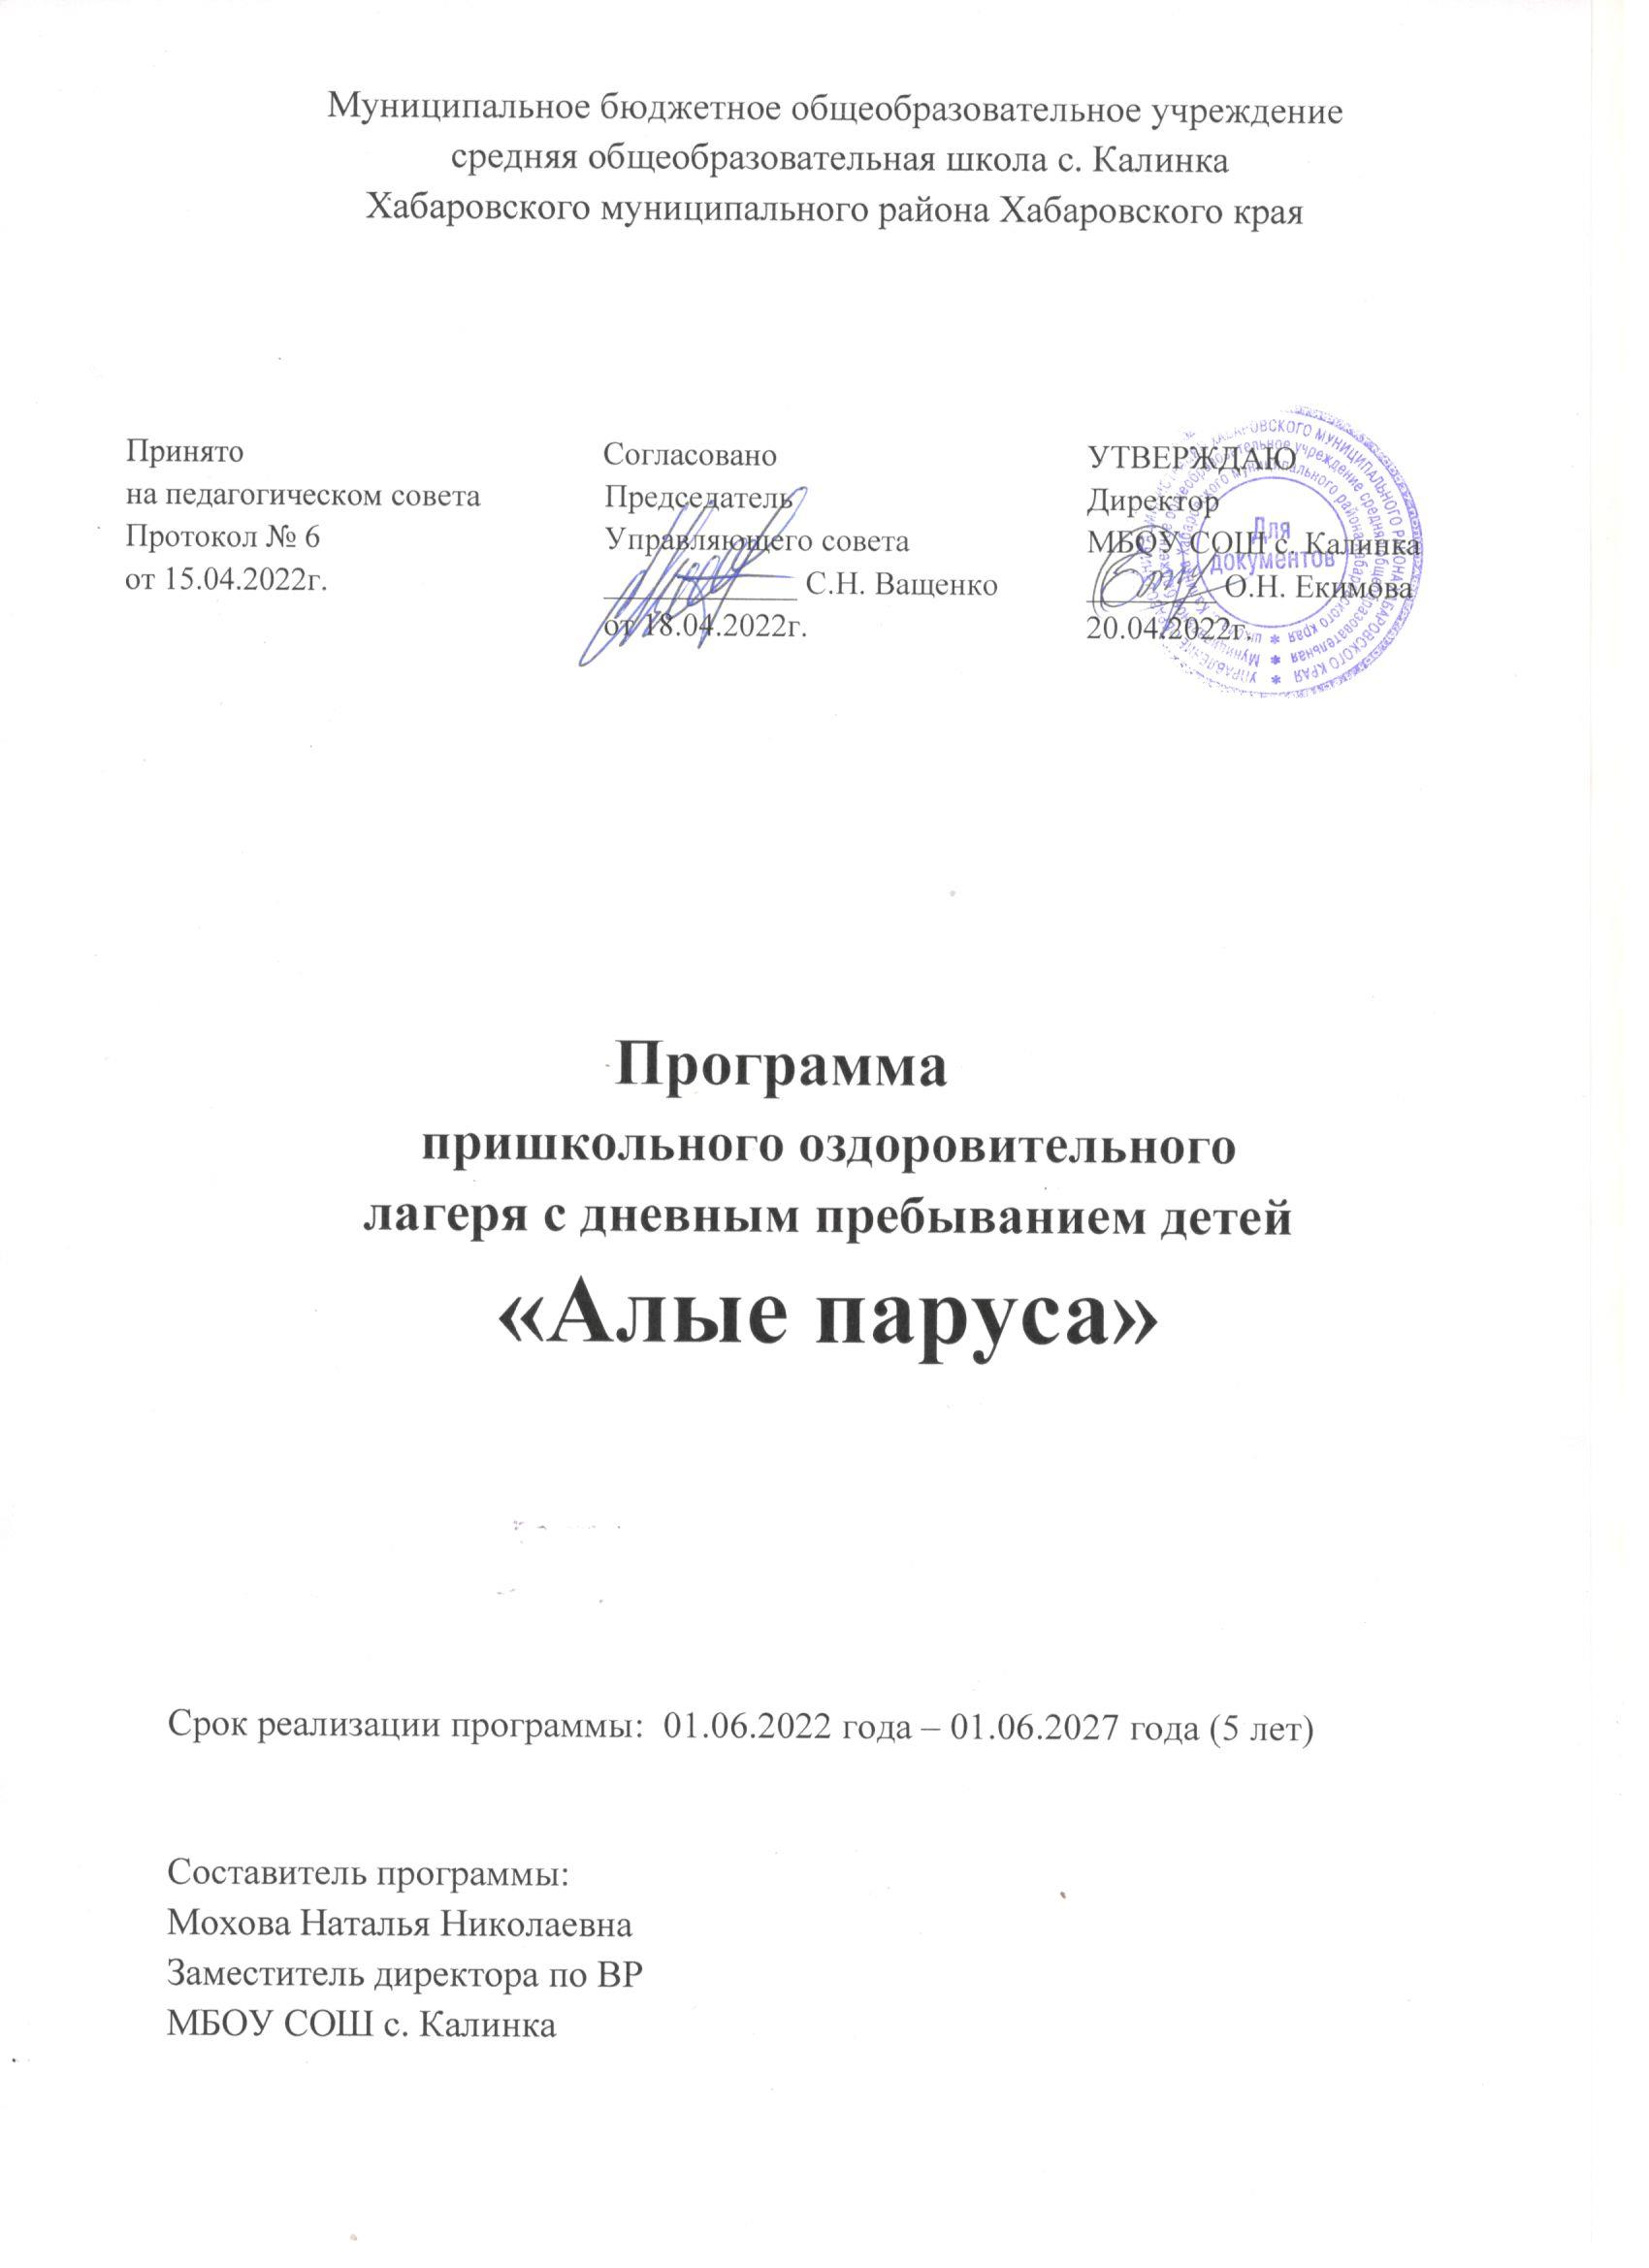 Муниципальное бюджетное общеобразовательное учреждение
средняя общеобразовательная школа с. Калинка
Хабаровского муниципального района Хабаровского края
Принято
на педагогическом совета
Протокол № 6
от 15.04.2022г.
Согласовано
Председатель
Управляющего совета
С.Н. Ващенко
от 18.04.2022г.
УТВЕРЖДАЮ
Директор
МБОУ СОШ с. Калинка
О.Н. Екимова
20.04.2022г.
Для
документов
Программа
пришкольного оздоровительного
лагеря с дневным пребыванием детей
«Алые паруса»
Срок реализации программы: 01.06.2022 года – 01.06.2027 года (5 лет)
Составитель программы:
Мохова Наталья Николаевна
Заместитель директора по ВР
МБОУ СОШ с. Калинка